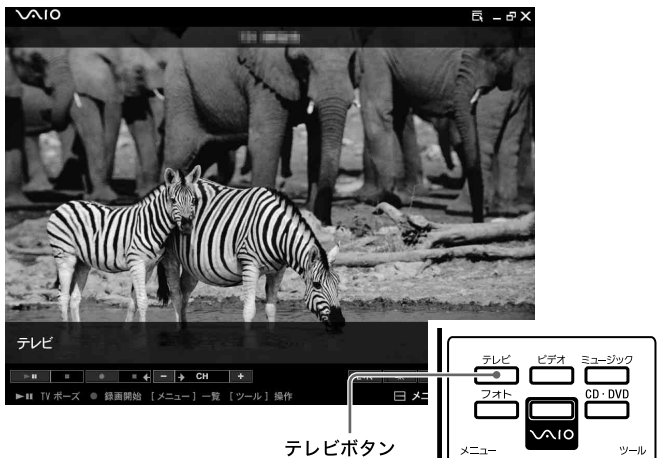 VAIO
テレビ
CH
TV ポーズ ● 録画開始 [メニュー] 一覧 [ツール] 操作
テレビボタン
テレビ ビデオ ミュージック
フォト CD・DVD
VAIO
メニュー ツール